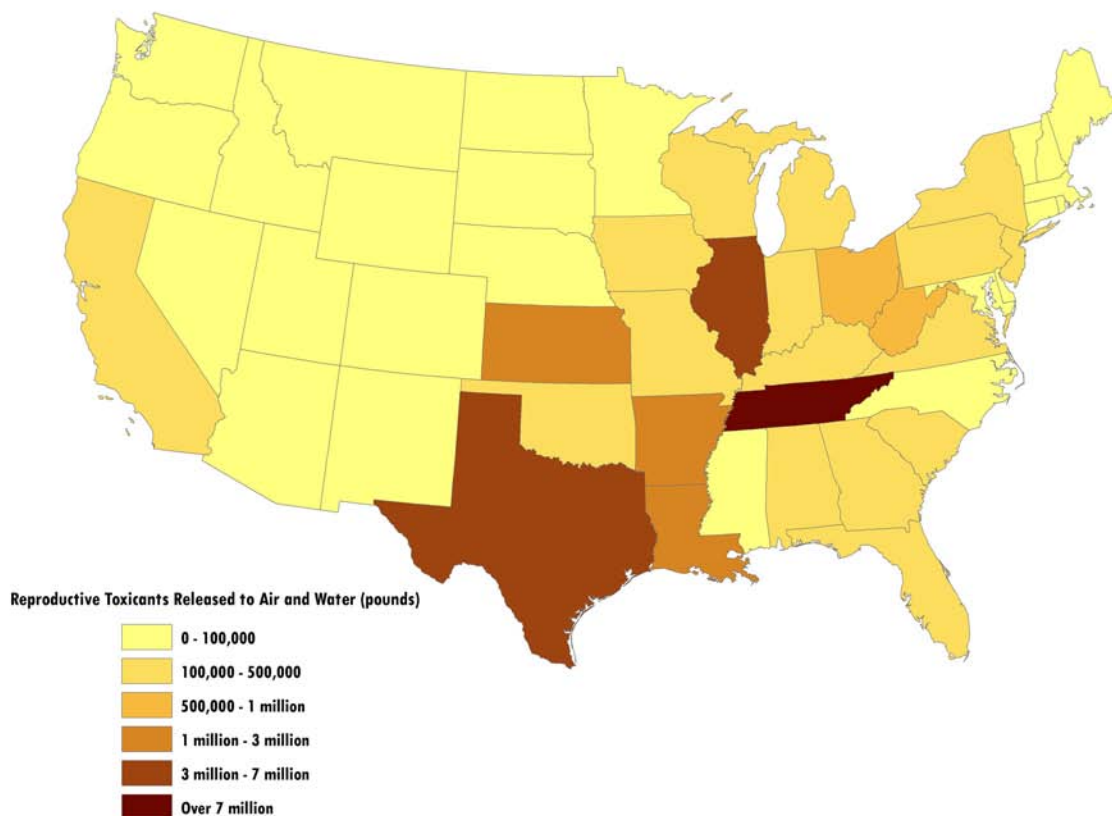 Reproductive Toxicants Released to Air and Water (pounds)
0 - 100,000
100,000 - 500,000
500,000 - 1 million
1 million - 3 million
3 million - 7 million
Over 7 million